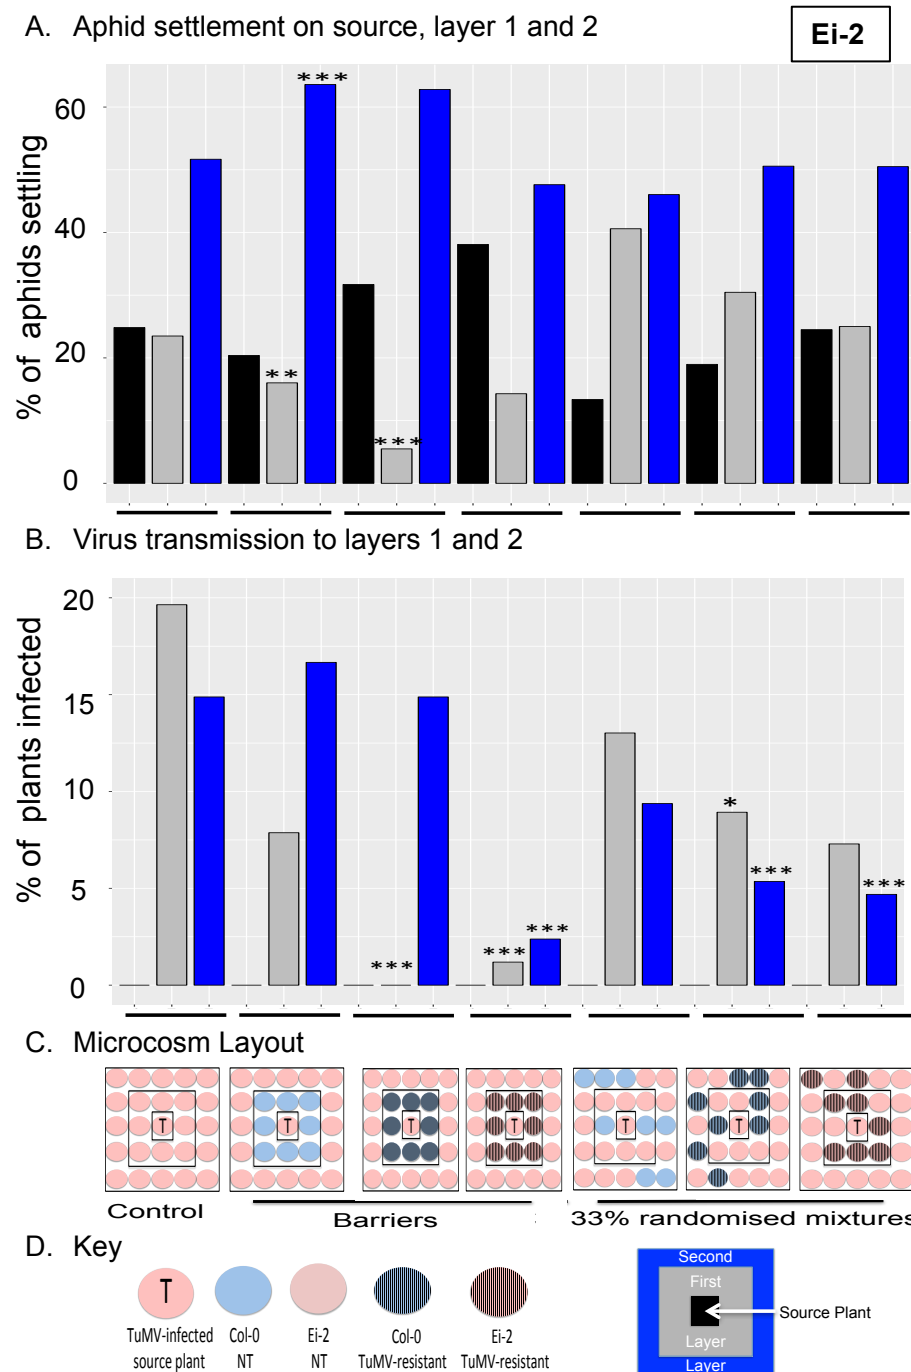 A. Aphid settlement on source, layer 1 and 2
Ei-2
% of aphids settling
60
40
20
0
***
**
***
B. Virus transmission to layers 1 and 2
% of plants infected
20
15
10
5
0
***
***
***
*
***
***
C. Microcosm Layout
T
T
T
T
T
T
T
Control
Barriers
33% randomised mixtures
D. Key
T
TuMV-infected
source plant
Col-0
NT
Ei-2
NT
Col-0
TuMV-resistant
Ei-2
TuMV-resistant
Second
First
Source Plant
Layer
Layer